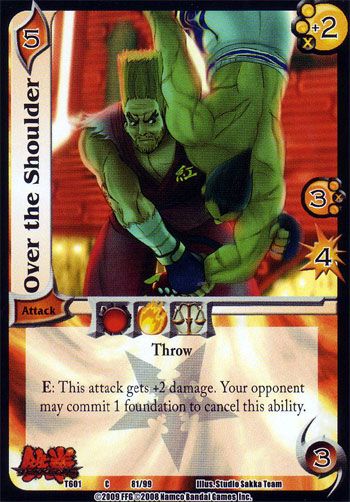 5
+2
Over the Shoulder
3
4
Attack
Throw
E: This attack gets +2 damage. Your opponent
may commit 1 foundation to cancel this ability.
3
T601 C 81/99 Illus. Studio Sakka Team
©2009 FFG ©2008 Namco Bandai Games Inc.